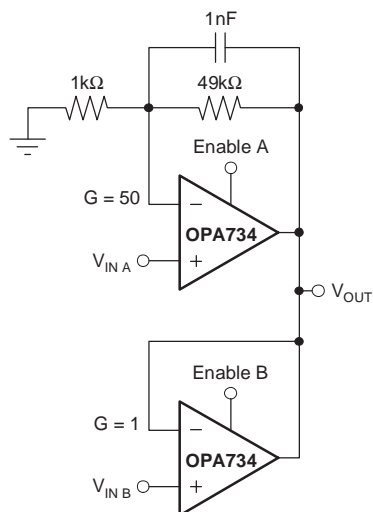 1nF
1kΩ
49kΩ
Enable A
G = 50
−
OPA734
V_IN A
+
V_OUT
Enable B
G = 1
−
OPA734
V_IN B
+